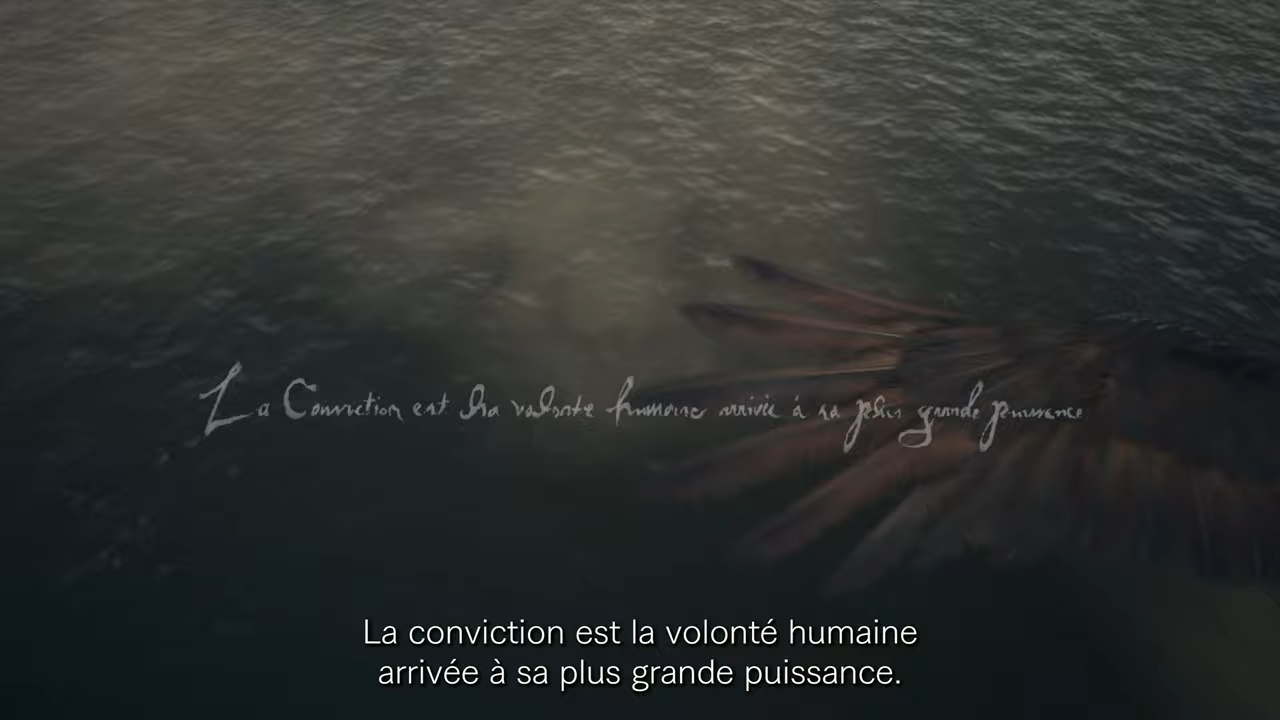 La Conviction est la volonté humaine arrivée à sa plus grande puissance
La conviction est la volonté humaine
arrivée à sa plus grande puissance.